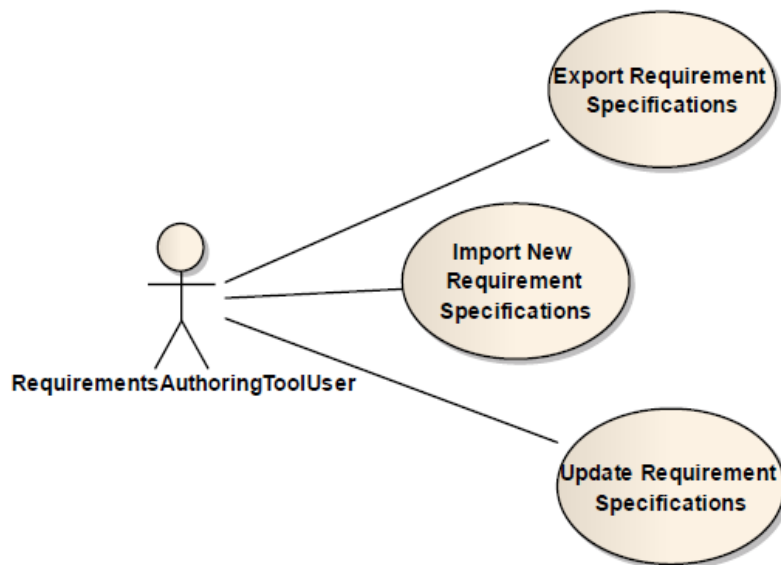 Export Requirement
Specifications
Import New
Requirement
Specifications
RequirementsAuthoringToolUser
Update Requirement
Specifications